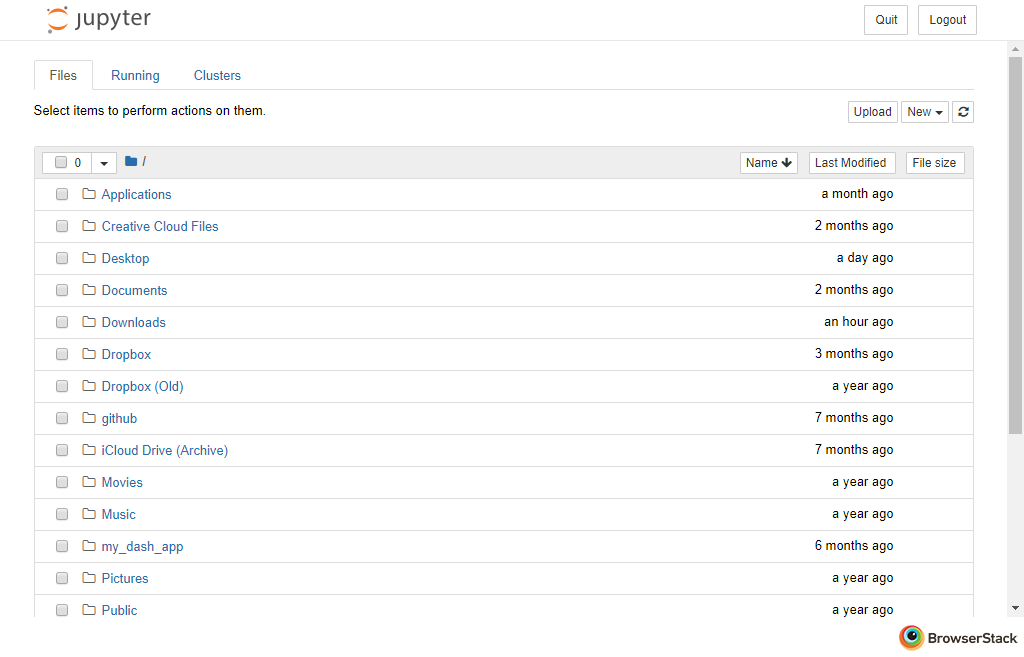 jupyter
Quit Logout
Files Running Clusters
Select items to perform actions on them.
Upload New
0 / Name Last Modified File size
Applications a month ago
Creative Cloud Files 2 months ago
Desktop a day ago
Documents 2 months ago
Downloads an hour ago
Dropbox 3 months ago
Dropbox (Old) a year ago
github 7 months ago
iCloud Drive (Archive) 7 months ago
Movies a year ago
Music a year ago
my_dash_app 6 months ago
Pictures a year ago
Public a year ago
BrowserStack